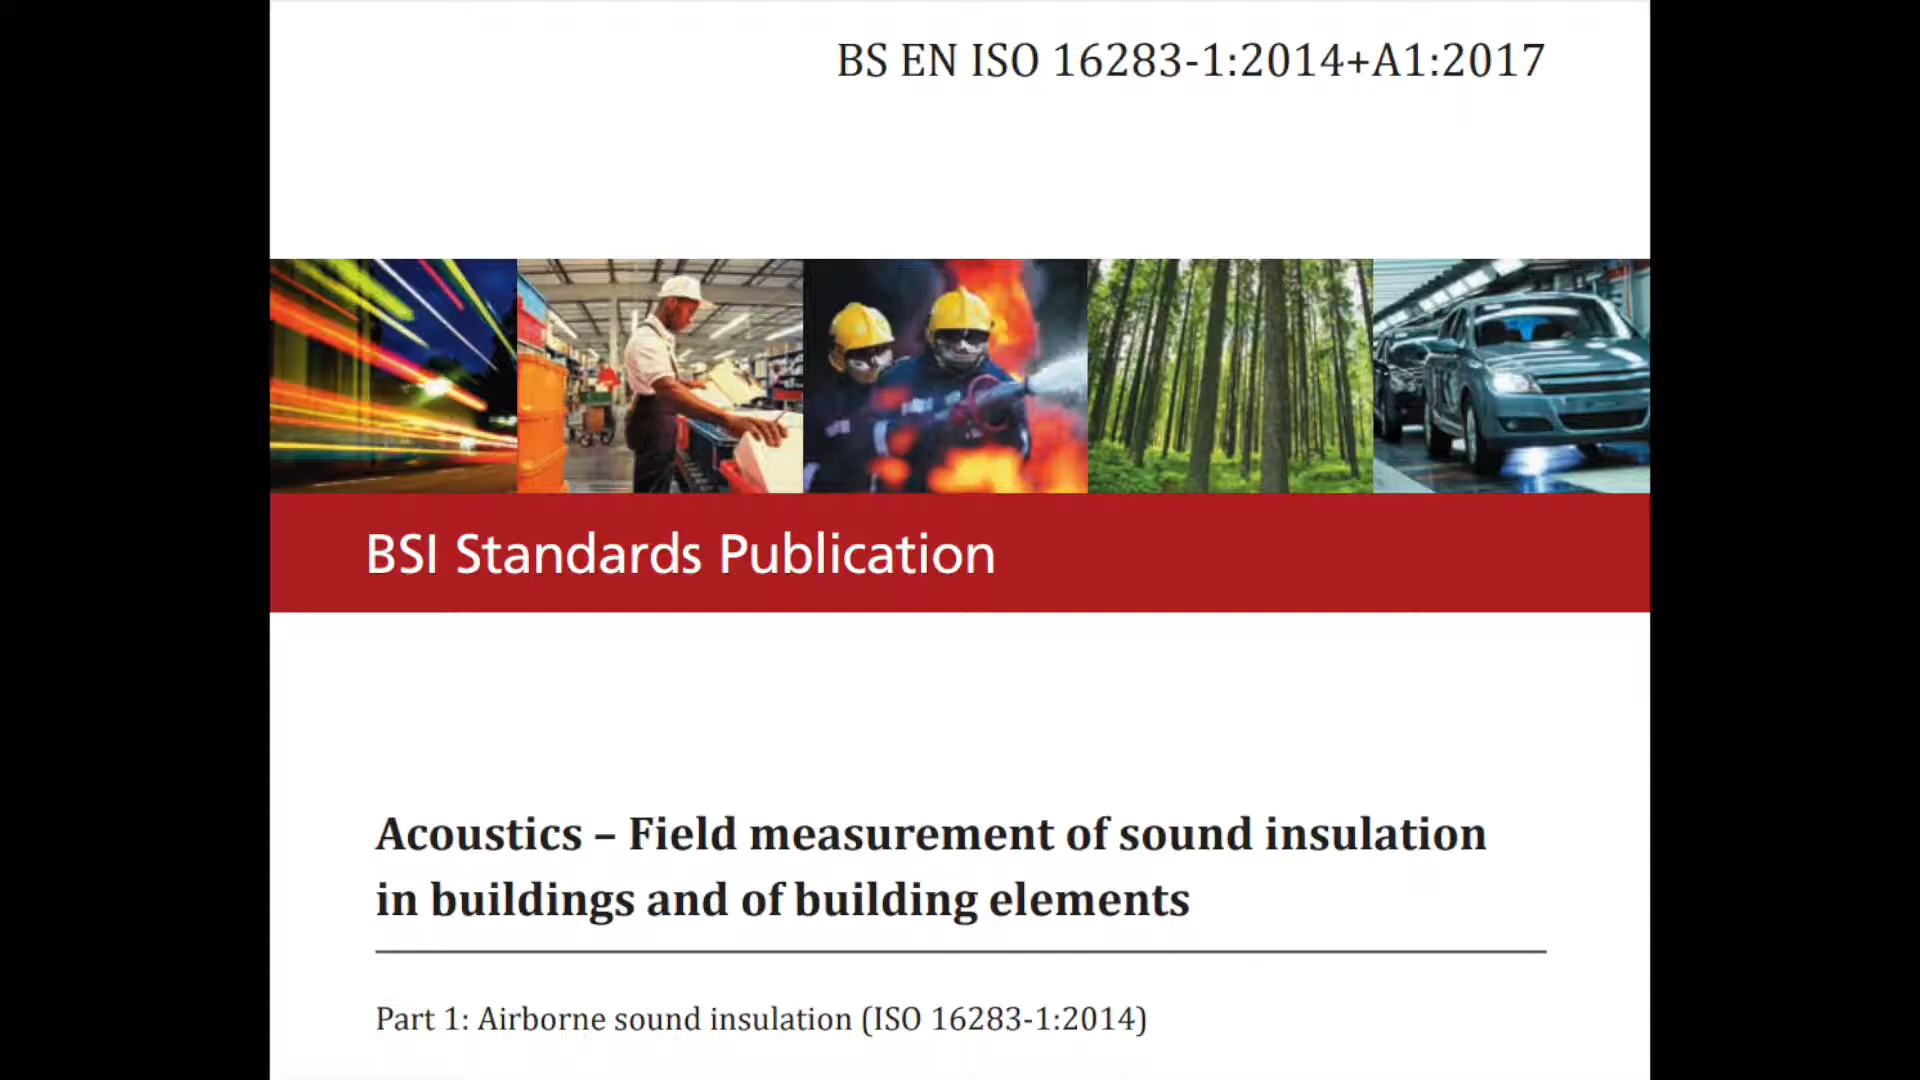 BS EN ISO 16283-1:2014+A1:2017
BSI Standards Publication
Acoustics – Field measurement of sound insulation
in buildings and of building elements
Part 1: Airborne sound insulation (ISO 16283-1:2014)